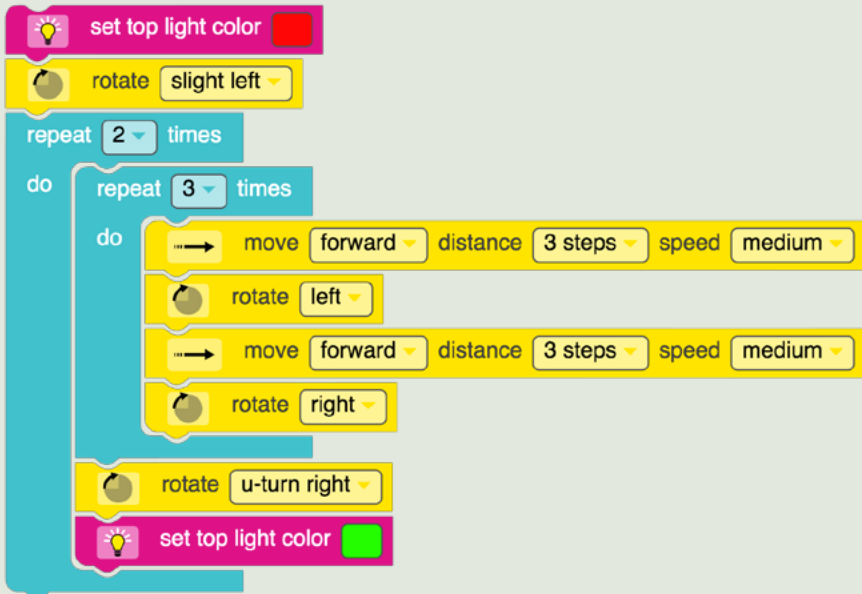 set top light color
rotate slight left
repeat 2 times
do repeat 3 times
do move forward distance 3 steps speed medium
rotate left
move forward distance 3 steps speed medium
rotate right
rotate u-turn right
set top light color